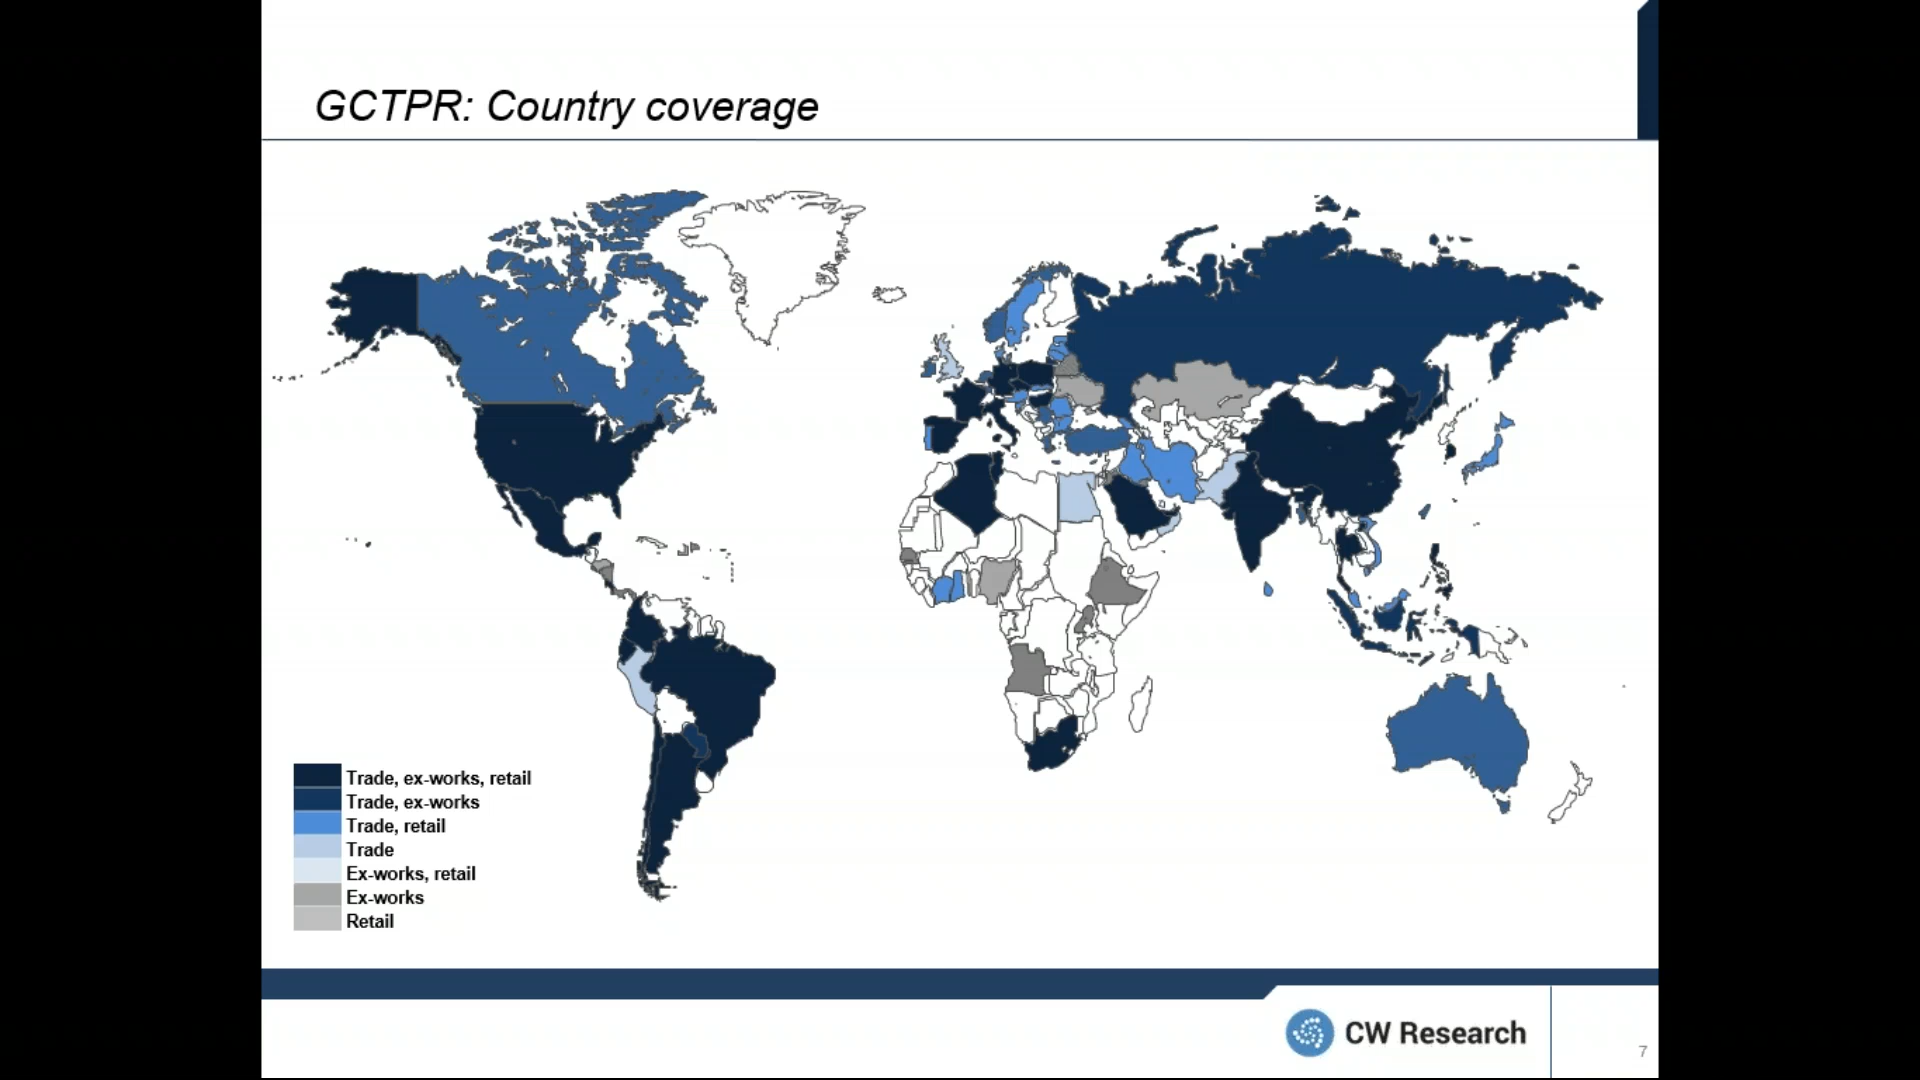 GCTPR: Country coverage
Trade, ex-works, retail
Trade, ex-works
Trade, retail
Trade
Ex-works, retail
Ex-works
Retail
CW Research
7